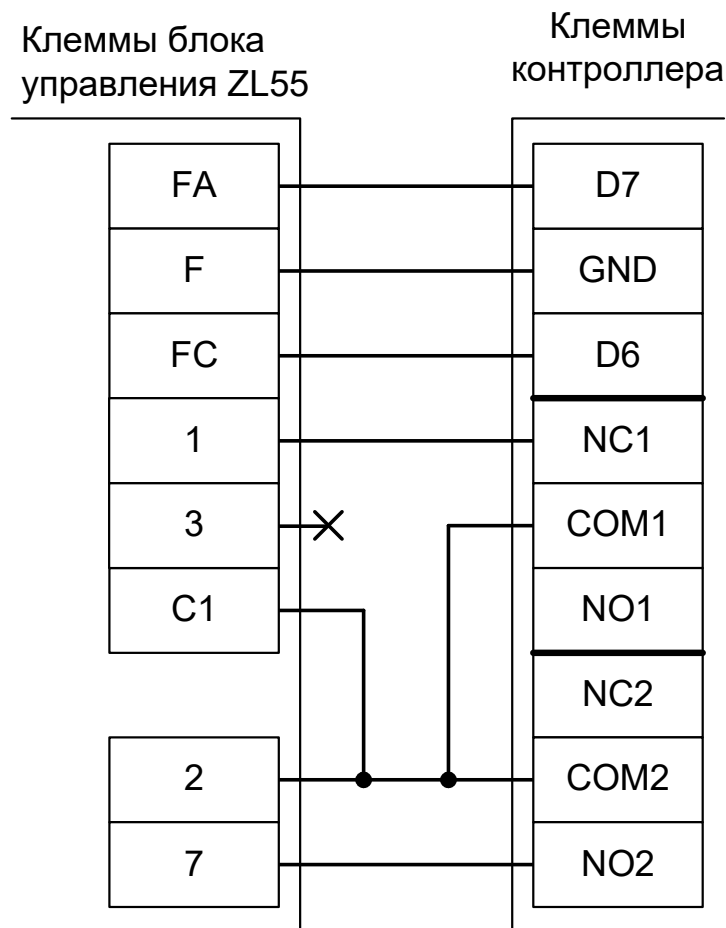 Клеммы блока
управления ZL55
Клеммы
контроллера
FA
F
FC
1
3
C1
2
7
D7
GND
D6
NC1
COM1
NO1
NC2
COM2
NO2